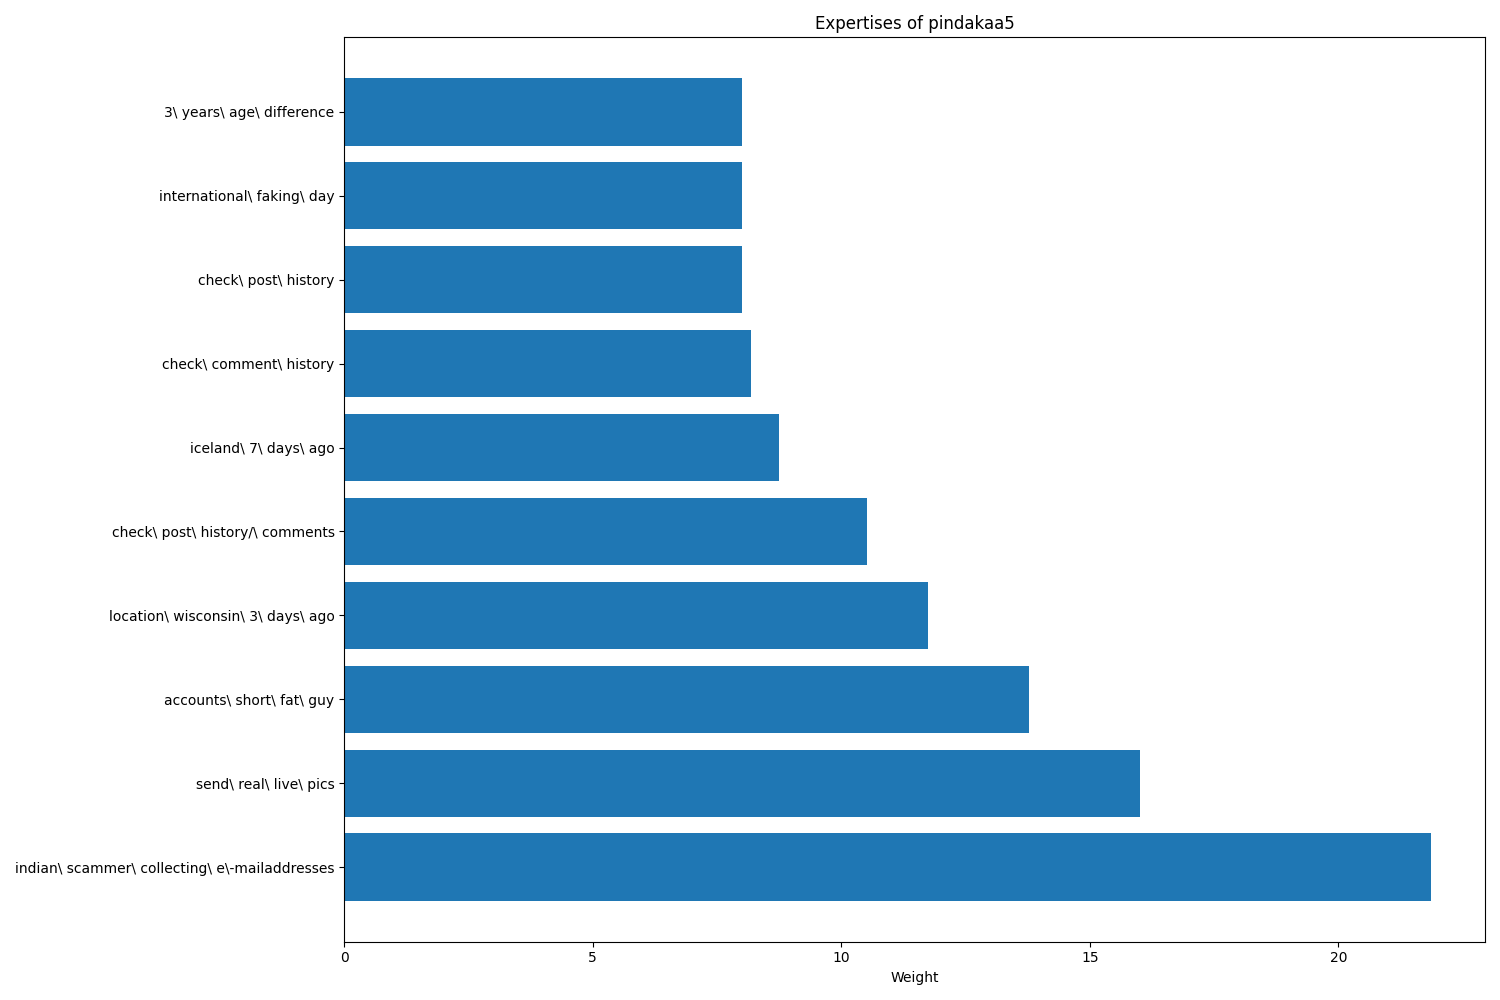 Expertises of pindakaa5
3\ years\ age\ difference
international\ faking\ day
check\ post\ history
check\ comment\ history
iceland\ 7\ days\ ago
check\ post\ history/\ comments
location\ wisconsin\ 3\ days\ ago
accounts\ short\ fat\ guy
send\ real\ live\ pics
indian\ scammer\ collecting\ e\-mailaddresses
0 5 10 15 20
Weight